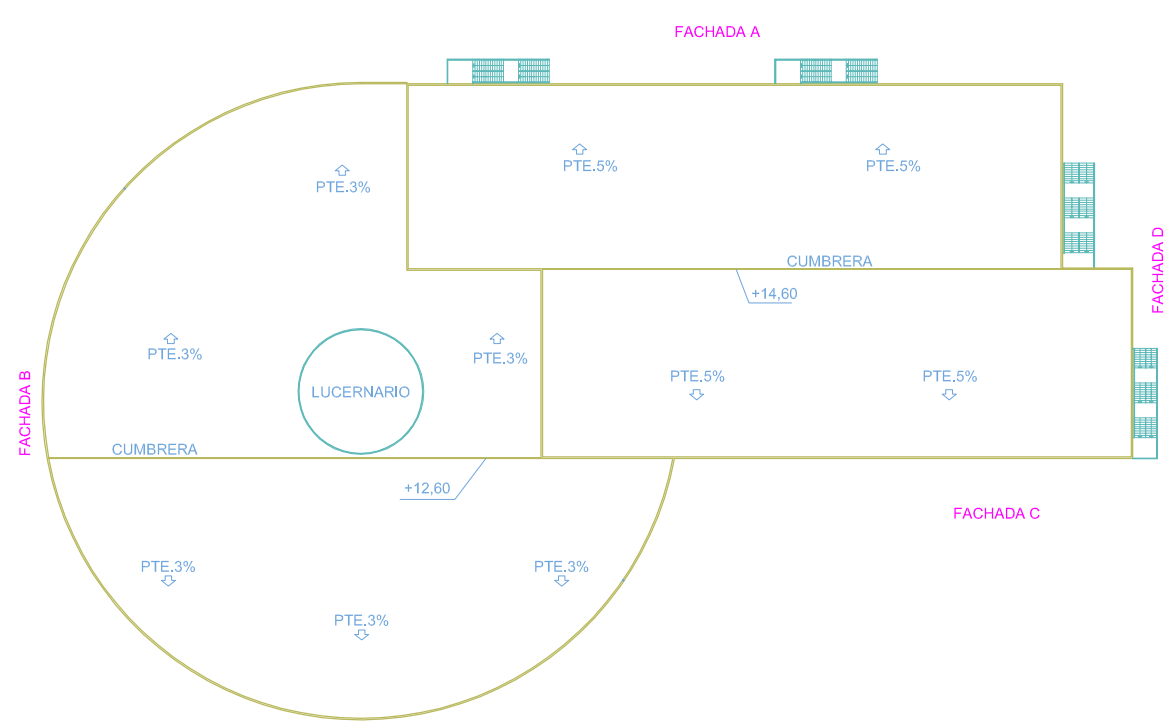 FACHADA A
PTE.5%
PTE.5%
PTE.3%
FACHADA D
CUMBRERA
+14,60
PTE.3%
PTE.3%
PTE.5%
PTE.5%
LUCERNARIO
FACHADA B
CUMBRERA
+12,60
FACHADA C
PTE.3%
PTE.3%
PTE.3%